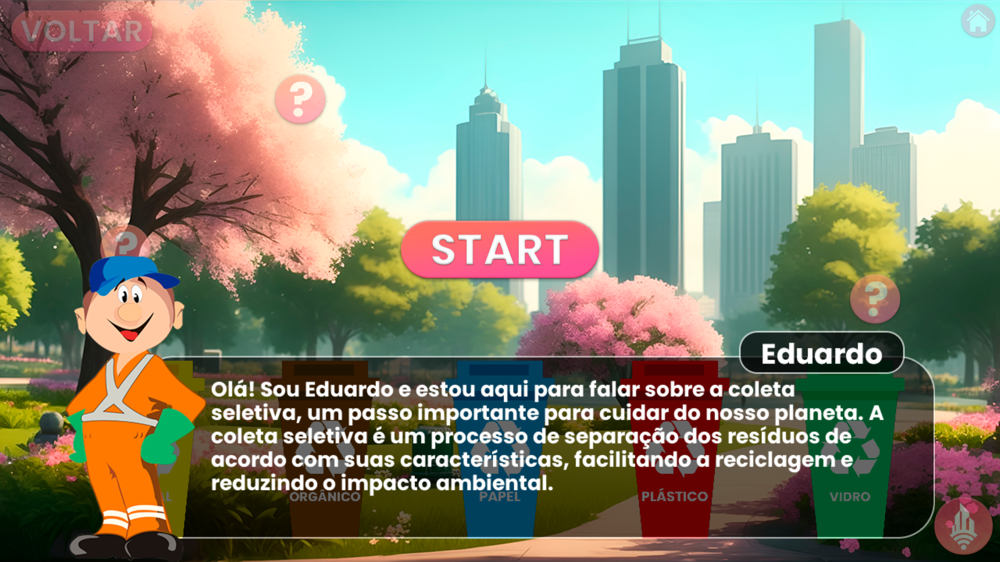 VOLTAR
?
?
START
?
Eduardo
Olá! Sou Eduardo e estou aqui para falar sobre a coleta
seletiva, um passo importante para cuidar do nosso planeta. A
coleta seletiva é um processo de separação dos resíduos de
acordo com suas características, facilitando a reciclagem e
reduzindo o impacto ambiental.
AL
ORGÂNICO
PAPEL
PLÁSTICO
VIDRO